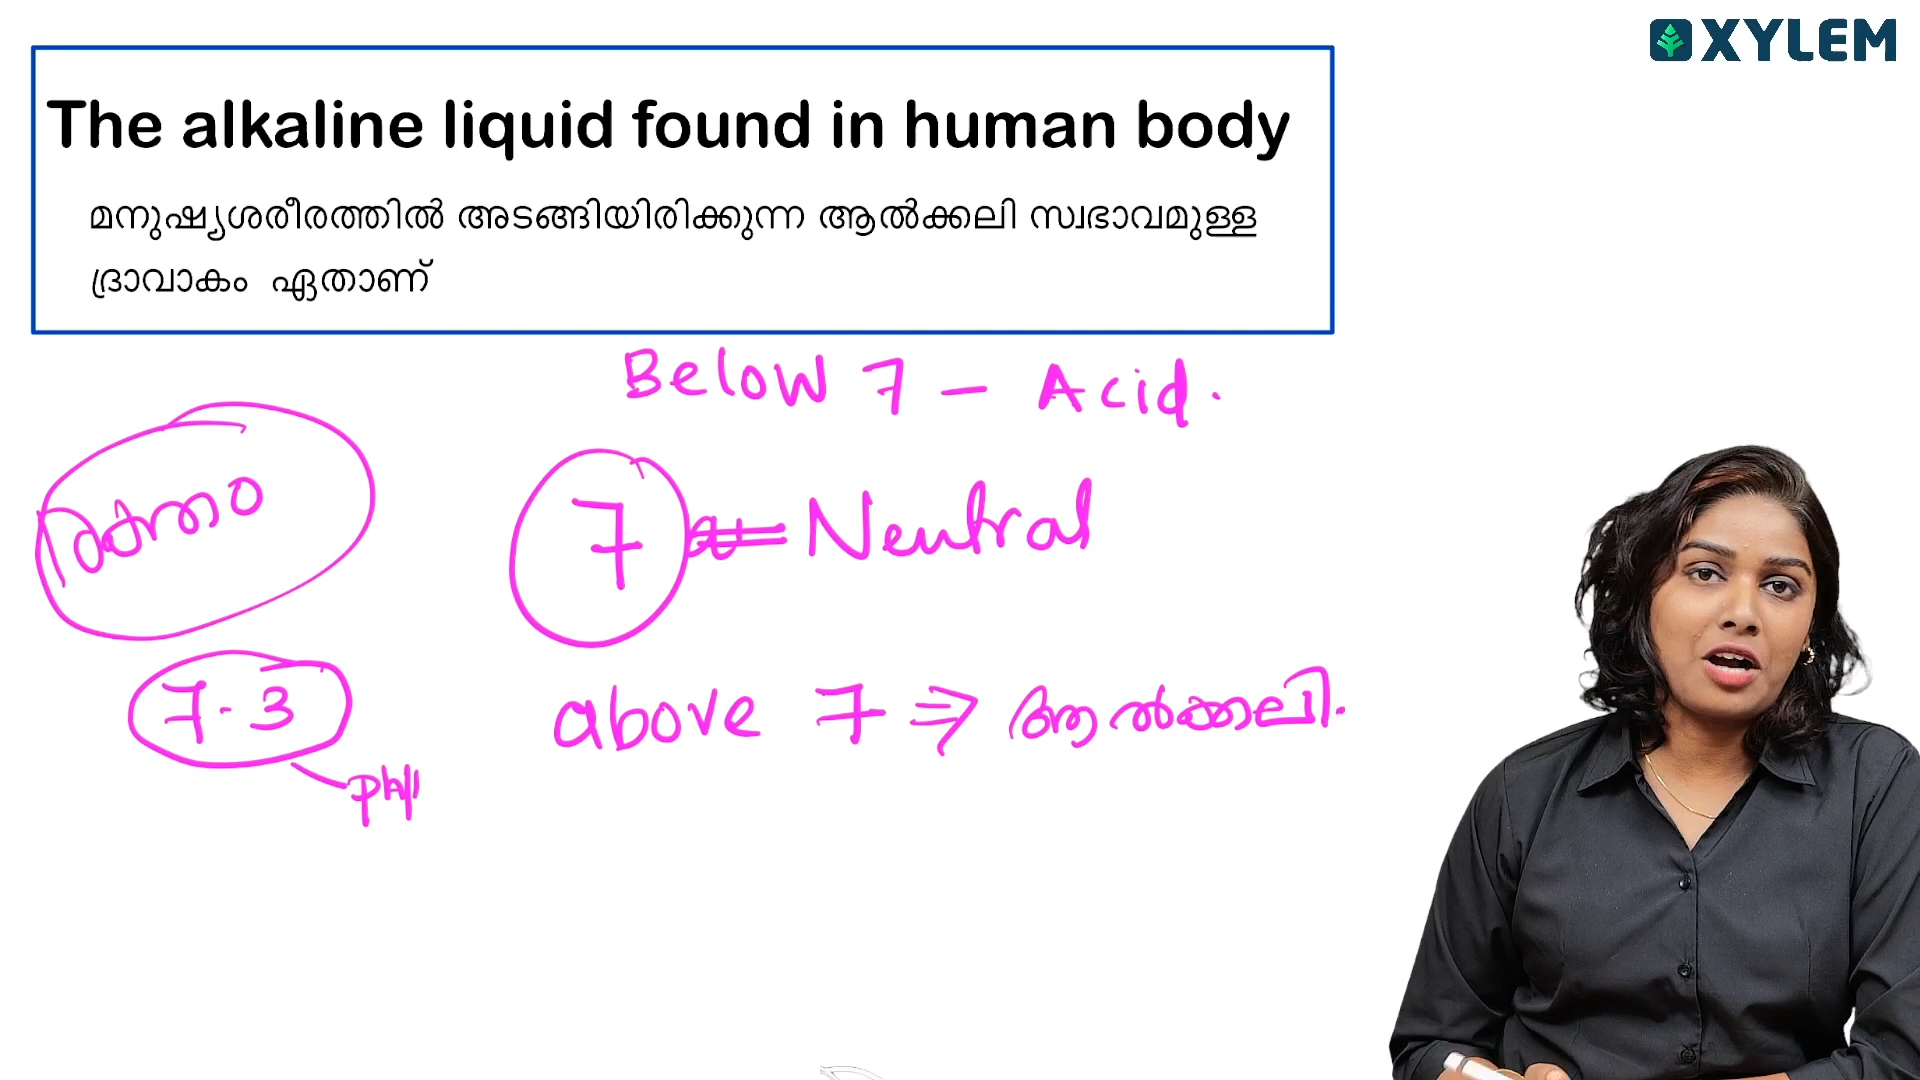 XYLEM
The alkaline liquid found in human body
മനുഷ്യശരീരത്തിൽ അടങ്ങിയിരിക്കുന്ന ആൽക്കലി സ്വഭാവമുള്ള
ദ്രാവാകം ഏതാണ്
Below 7 - Acid.
രക്തം
7 = Neutral
7.3
above 7 ⇒ ആൽക്കലി.
pH